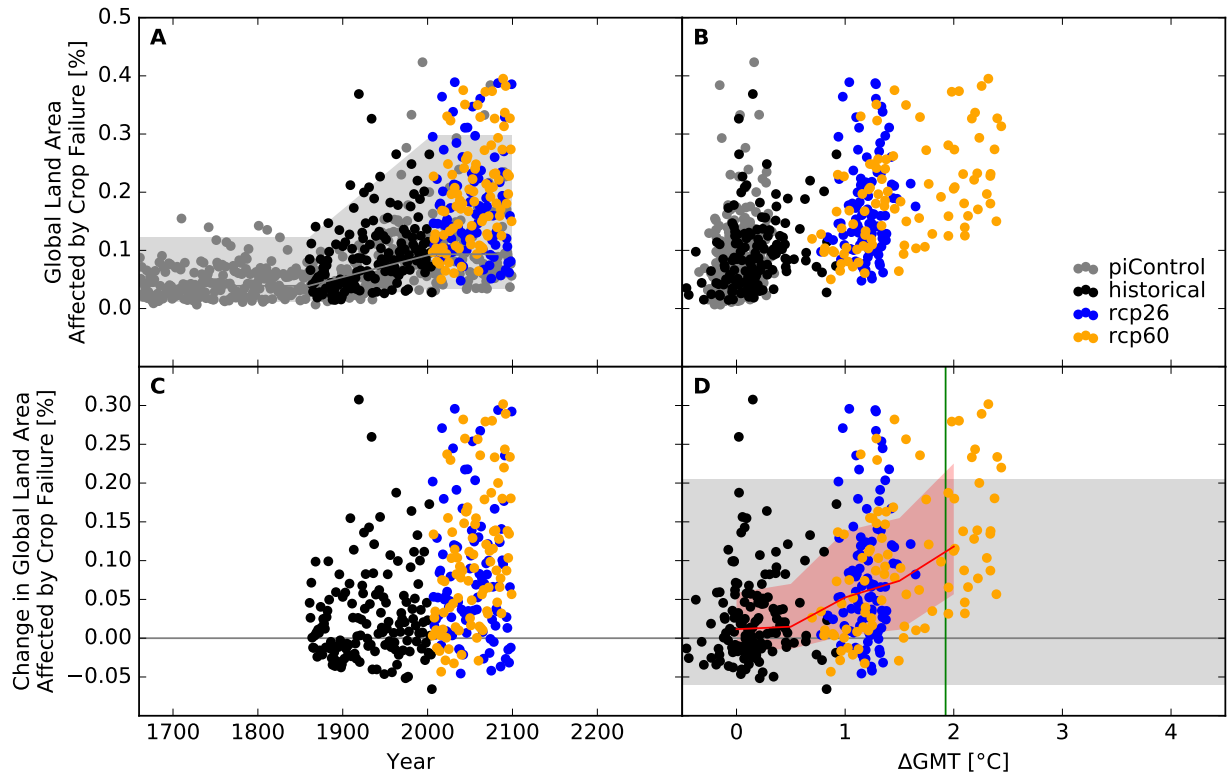 A
B
0.5
0.4
0.3
0.2
0.1
0.0
Global Land Area
Affected by Crop Failure [%]
piControl
historical
rcp26
rcp60
C
D
0.30
0.25
0.20
0.15
0.10
0.05
0.00
−0.05
Change in Global Land Area
Affected by Crop Failure [%]
1700 1800 1900 2000 2100 2200
Year
0 1 2 3 4
ΔGMT [°C]